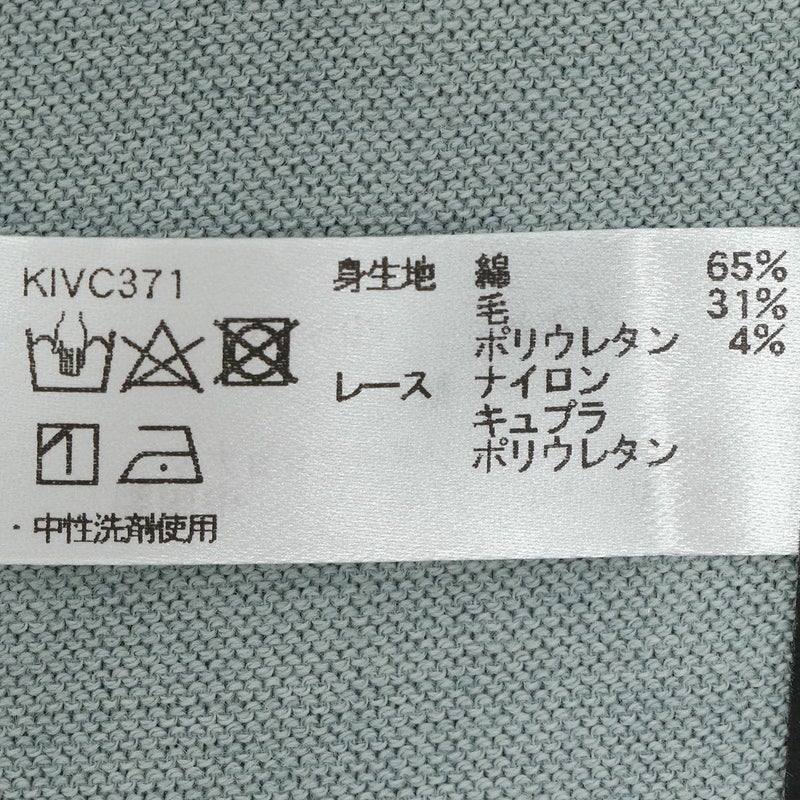 KIVC371
身生地 綿 65%
毛 31%
ポリウレタン 4%
レース ナイロン
キュプラ
ポリウレタン
・中性洗剤使用